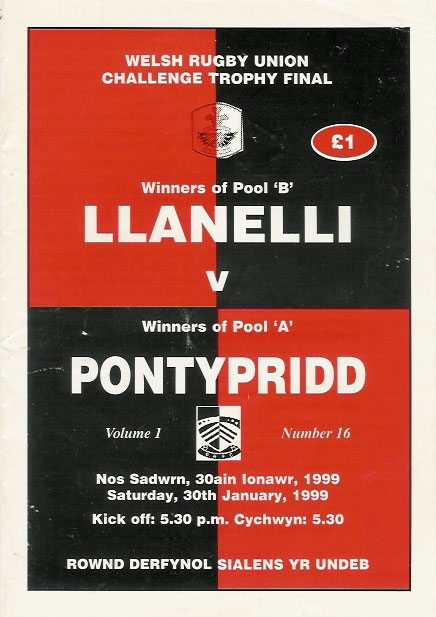 WELSH RUGBY UNION
CHALLENGE TROPHY FINAL
£1
Winners of Pool ‘B’
LLANELLI
v
Winners of Pool ‘A’
PONTYPRIDD
Volume 1 Number 16
Nos Sadwrn, 30ain Ionawr, 1999
Saturday, 30th January, 1999
Kick off: 5.30 p.m. Cychwyn: 5.30
ROWND DERFYNOL SIALENS YR UNDEB